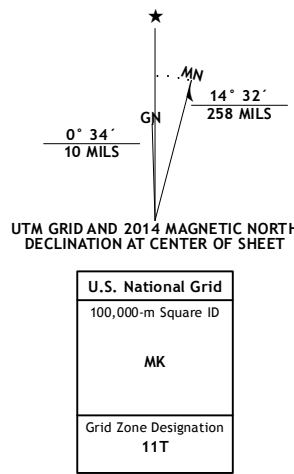 ★
MN
GN
14° 32´
258 MILS
0° 34´
10 MILS
UTM GRID AND 2014 MAGNETIC NORTH
DECLINATION AT CENTER OF SHEET
U.S. National Grid
100,000-m Square ID
MK
Grid Zone Designation
11T